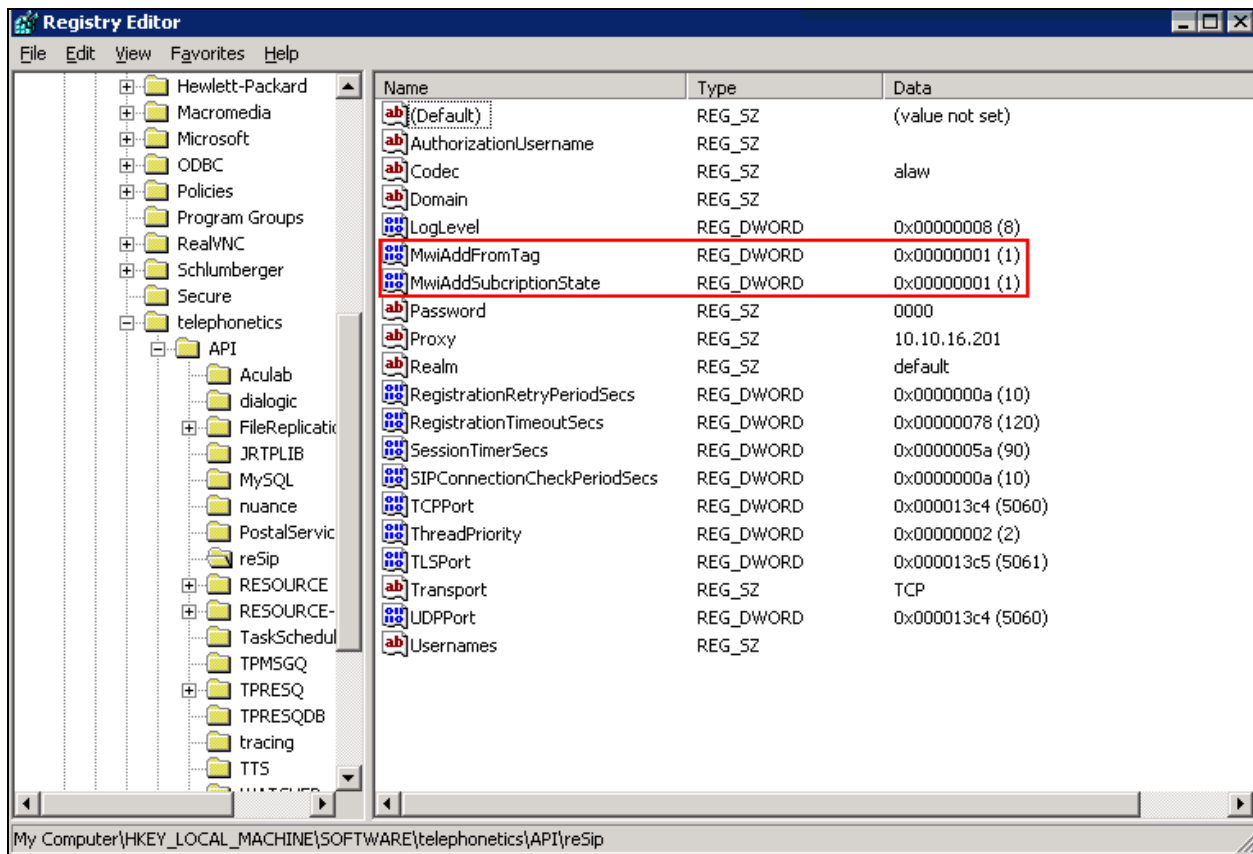 Registry Editor
File Edit View Favorites Help
Hewlett-Packard
Macromedia
Microsoft
ODBC
Policies
Program Groups
RealVNC
Schlumberger
Secure
telephonetics
API
Aculab
dialogic
FileReplicatio
JRTPLIB
MySQL
nuance
PostalServic
reSip
RESOURCE
RESOURCE-
TaskSchedul
TPMSGQ
TPRESQ
TPRESQDB
tracing
TTS
Name Type Data
(Default) REG_SZ (value not set)
AuthorizationUsername REG_SZ
Codec REG_SZ alaw
Domain REG_SZ
LogLevel REG_DWORD 0x00000008 (8)
MwiAddFromTag REG_DWORD 0x00000001 (1)
MwiAddSubcriptionState REG_DWORD 0x00000001 (1)
Password REG_SZ 0000
Proxy REG_SZ 10.10.16.201
Realm REG_SZ default
RegistrationRetryPeriodSecs REG_DWORD 0x0000000a (10)
RegistrationTimeoutSecs REG_DWORD 0x00000078 (120)
SessionTimerSecs REG_DWORD 0x0000005a (90)
SIPConnectionCheckPeriodSecs REG_DWORD 0x0000000a (10)
TCPPort REG_DWORD 0x000013c4 (5060)
ThreadPriority REG_DWORD 0x00000002 (2)
TLSPort REG_DWORD 0x000013c5 (5061)
Transport REG_SZ TCP
UDPPort REG_DWORD 0x000013c4 (5060)
Usernames REG_SZ
My Computer\HKEY_LOCAL_MACHINE\SOFTWARE\telephonetics\API\reSip